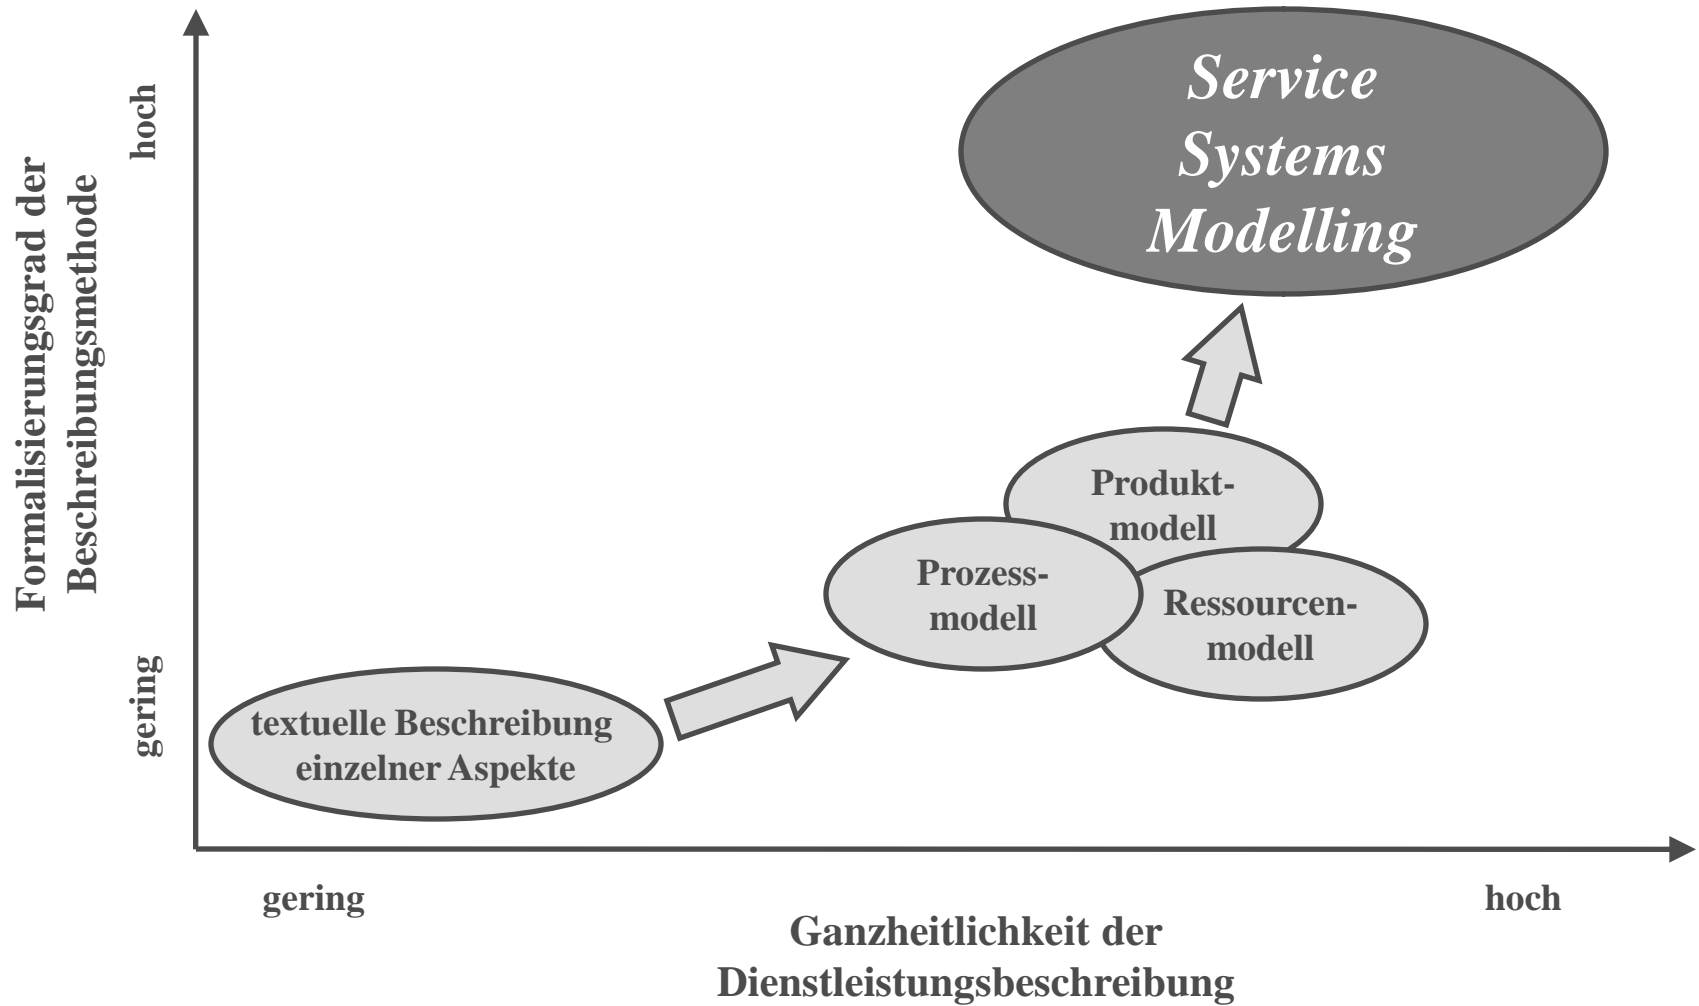 Formalisierungsgrad der
Beschreibungsmethode
hoch
gering
Service
Systems
Modelling
Produkt-
modell
Prozess-
modell
Ressourcen-
modell
textuelle Beschreibung
einzelner Aspekte
gering
hoch
Ganzheitlichkeit der
Dienstleistungsbeschreibung